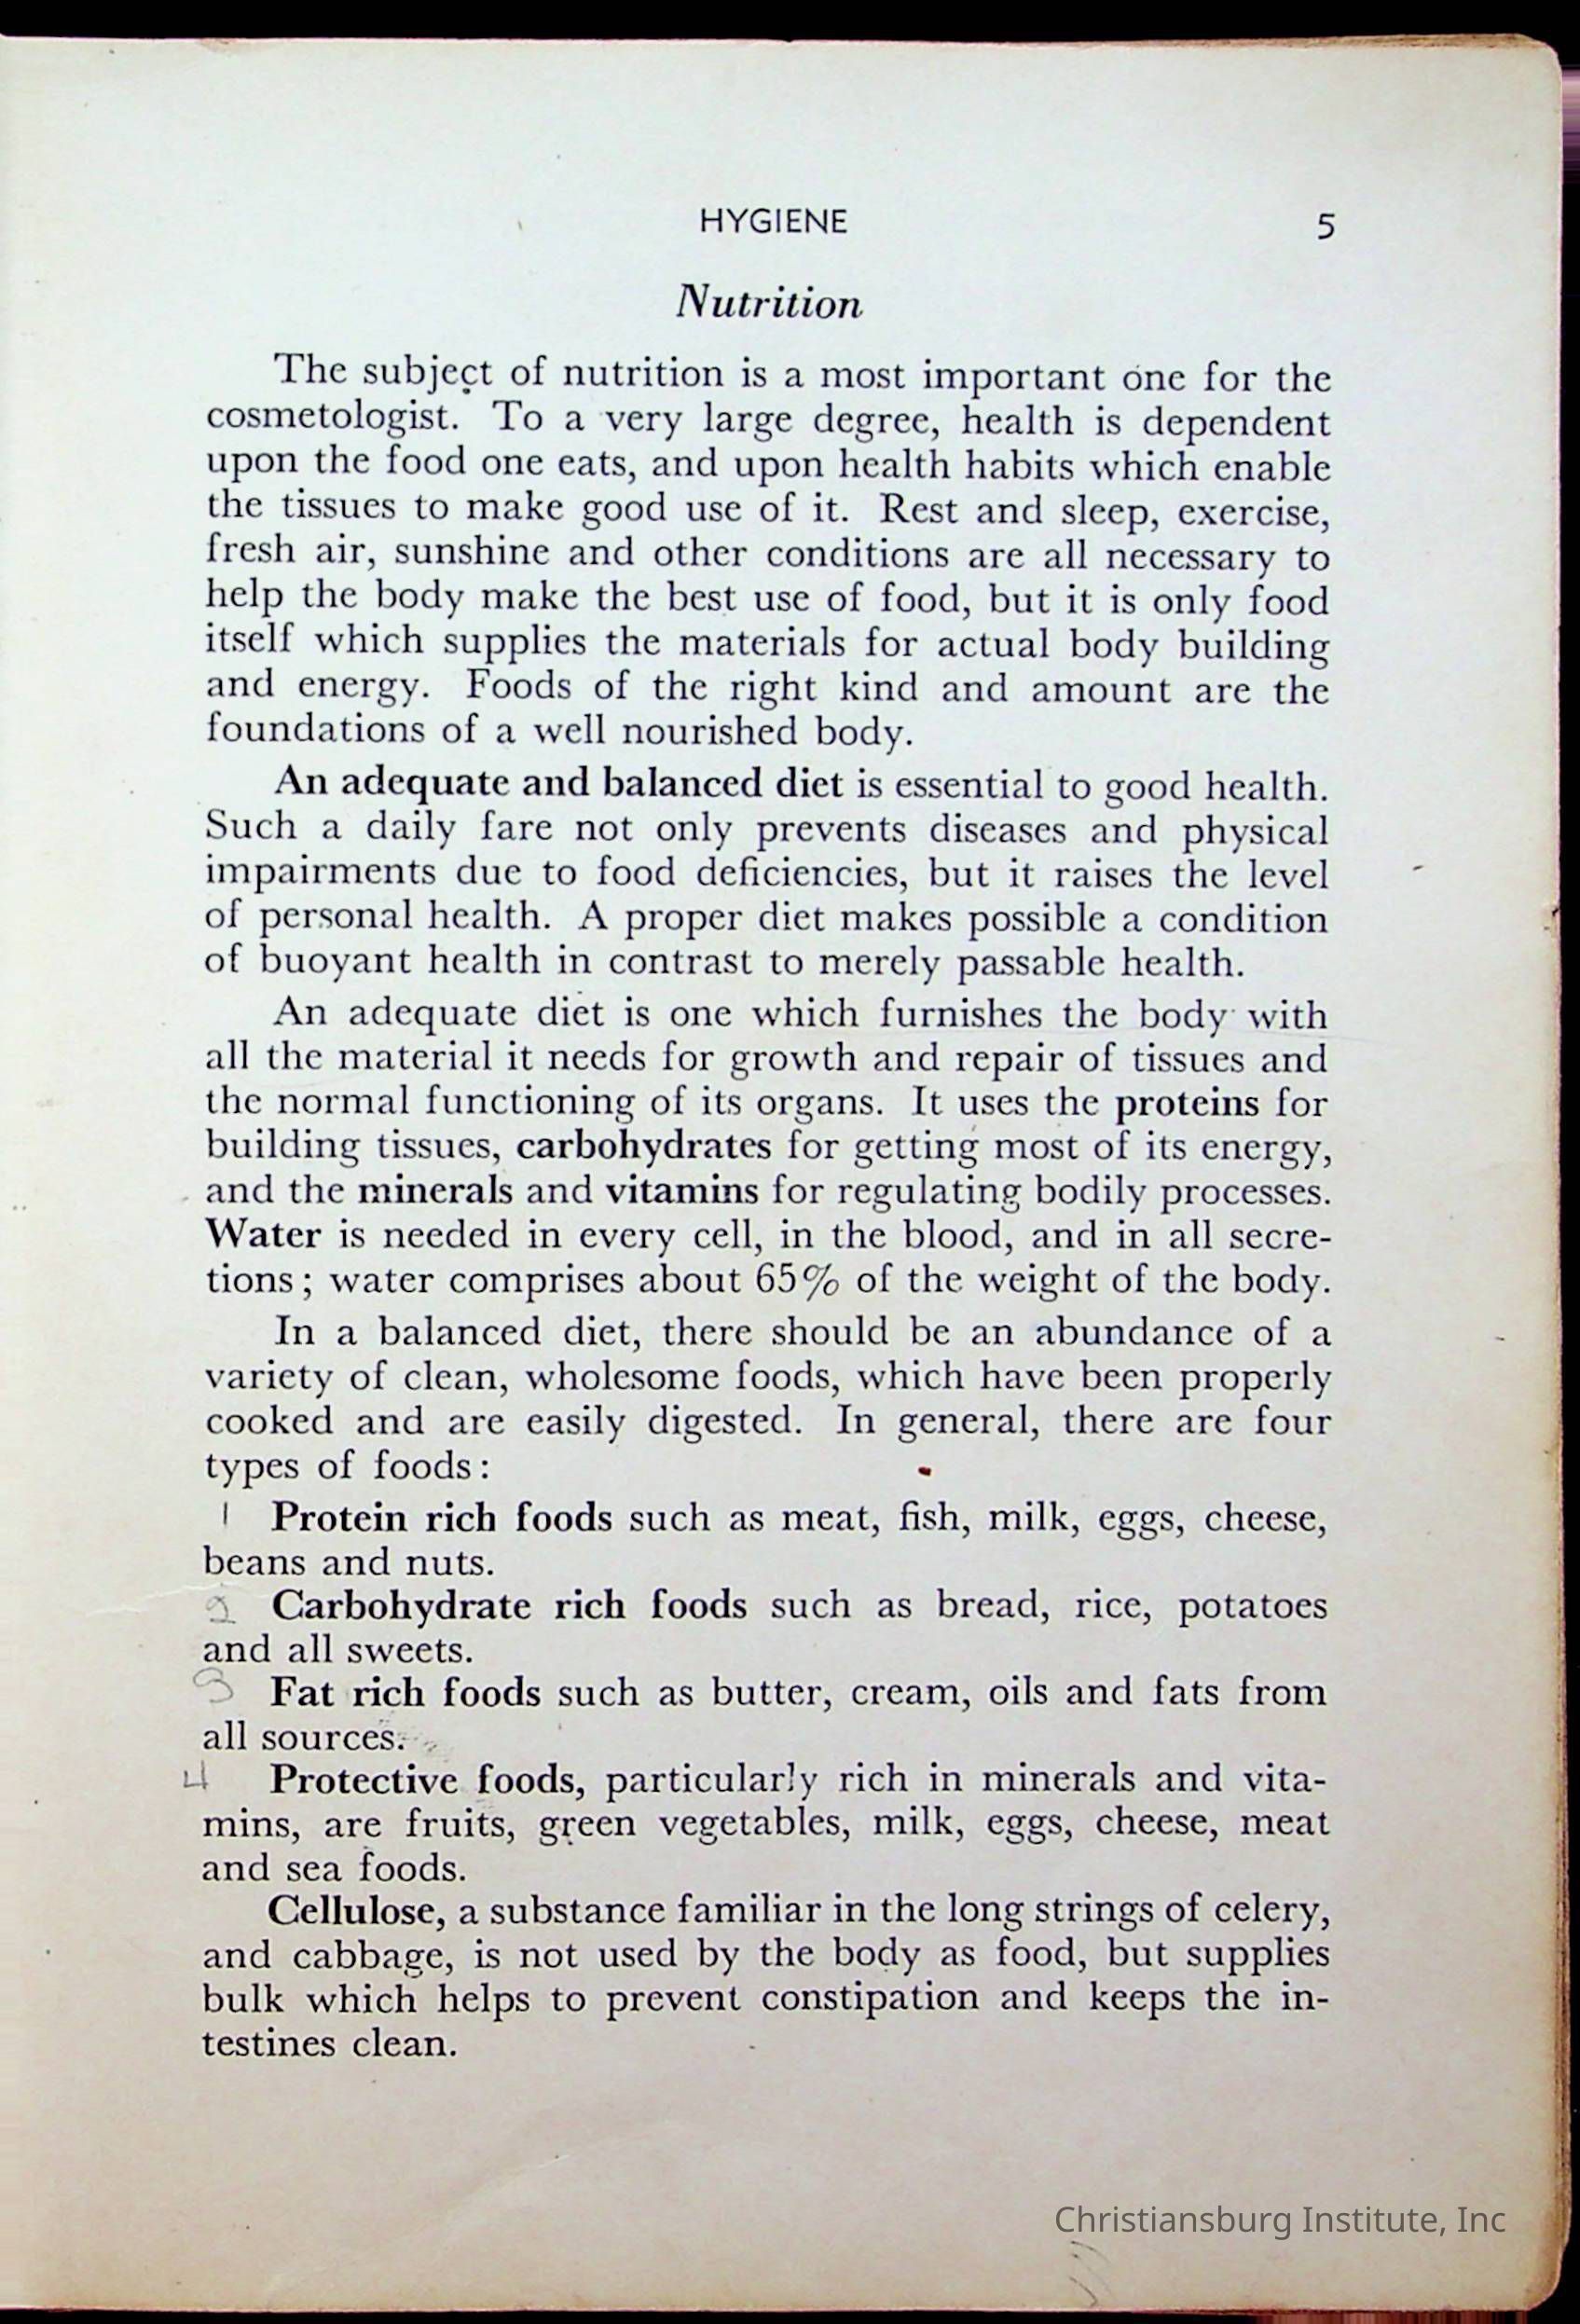 HYGIENE 5
Nutrition
The subject of nutrition is a most important one for the
cosmetologist. To a very large degree, health is dependent
upon the food one eats, and upon health habits which enable
the tissues to make good use of it. Rest and sleep, exercise,
fresh air, sunshine and other conditions are all necessary to
help the body make the best use of food, but it is only food
itself which supplies the materials for actual body building
and energy. Foods of the right kind and amount are the
foundations of a well nourished body.
An adequate and balanced diet is essential to good health.
Such a daily fare not only prevents diseases and physical
impairments due to food deficiencies, but it raises the level
of personal health. A proper diet makes possible a condition
of buoyant health in contrast to merely passable health.
An adequate diet is one which furnishes the body with
all the material it needs for growth and repair of tissues and
the normal functioning of its organs. It uses the proteins for
building tissues, carbohydrates for getting most of its energy,
and the minerals and vitamins for regulating bodily processes.
Water is needed in every cell, in the blood, and in all secre-
tions; water comprises about 65% of the weight of the body.
In a balanced diet, there should be an abundance of a
variety of clean, wholesome foods, which have been properly
cooked and are easily digested. In general, there are four
types of foods:
1 Protein rich foods such as meat, fish, milk, eggs, cheese,
beans and nuts.
2 Carbohydrate rich foods such as bread, rice, potatoes
and all sweets.
3 Fat rich foods such as butter, cream, oils and fats from
all sources.
4 Protective foods, particularly rich in minerals and vita-
mins, are fruits, green vegetables, milk, eggs, cheese, meat
and sea foods.
Cellulose, a substance familiar in the long strings of celery,
and cabbage, is not used by the body as food, but supplies
bulk which helps to prevent constipation and keeps the in-
testines clean.
Christiansburg Institute, Inc